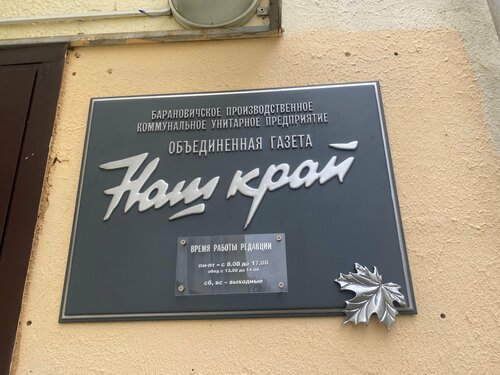 БАРАНОВИЧСКОЕ ПРОИЗВОДСТВЕННОЕ
КОММУНАЛЬНОЕ УНИТАРНОЕ ПРЕДПРИЯТИЕ
ОБЪЕДИНЕННАЯ ГАЗЕТА
Наш край
ВРЕМЯ РАБОТЫ РЕДАКЦИИ
пн-пт – с 8.00 до 17.00
обед с 13.00 до 14.00
сб, вс – выходные